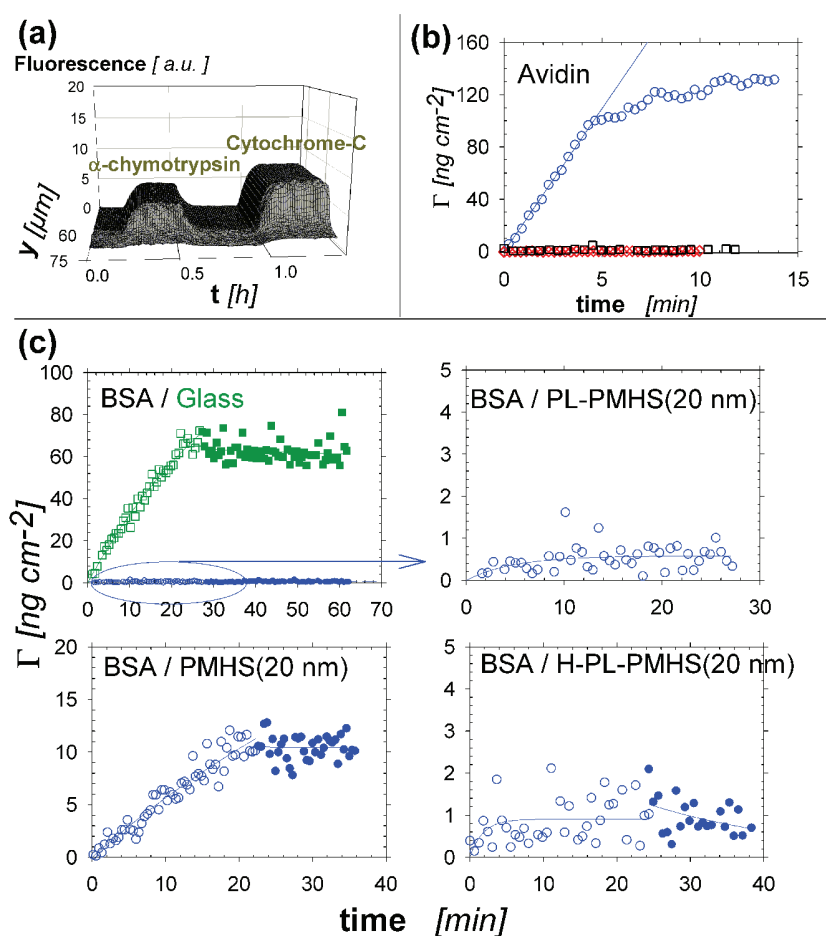 (a)
Fluorescence [ a.u. ]
20
15
10
5
0
60
75
y [μm]
α-chymotrypsin
Cytochrome-C
0.0 0.5 1.0
t [h]
(b)
Avidin
Γ [ng cm-2]
160
120
80
40
0
0 5 10 15
time [min]
(c)
BSA / Glass
100
80
60
40
20
0
0 10 20 30 40 50 60 70
BSA / PL-PMHS(20 nm)
5
4
3
2
1
0
0 10 20 30
Γ [ng cm-2]
BSA / PMHS(20 nm)
20
15
10
5
0
0 10 20 30 40
BSA / H-PL-PMHS(20 nm)
5
4
3
2
1
0
0 10 20 30 40
time [min]